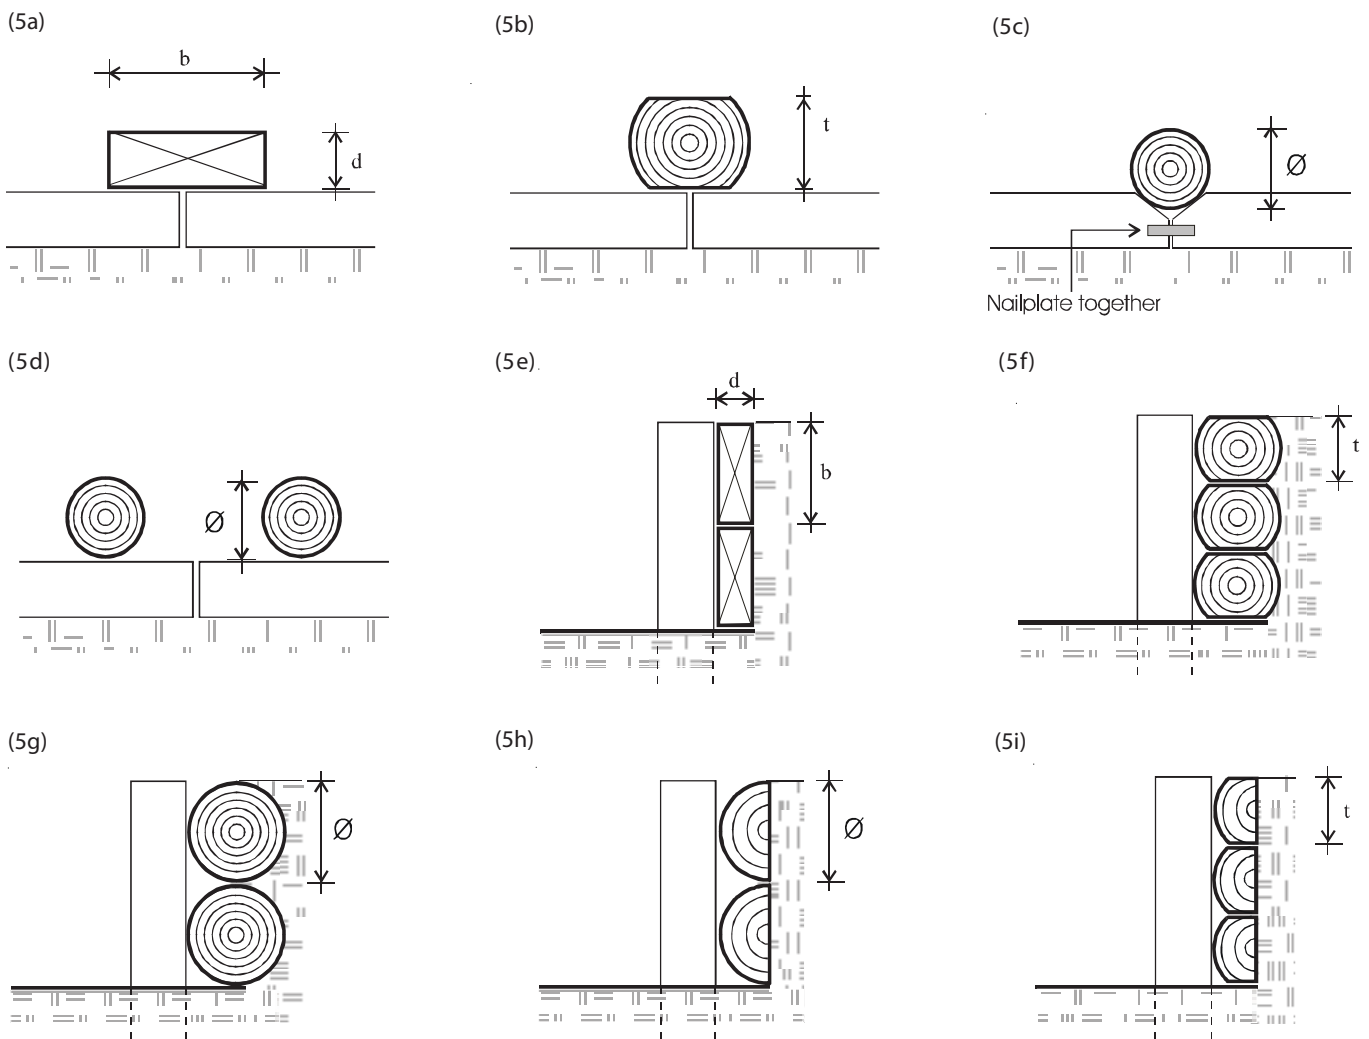 (5a)
(5b)
(5c)
b
d
t
Ø
Nailplate together
(5d)
(5e)
(5f)
Ø
d
b
t
(5g)
(5h)
(5i)
Ø
Ø
t